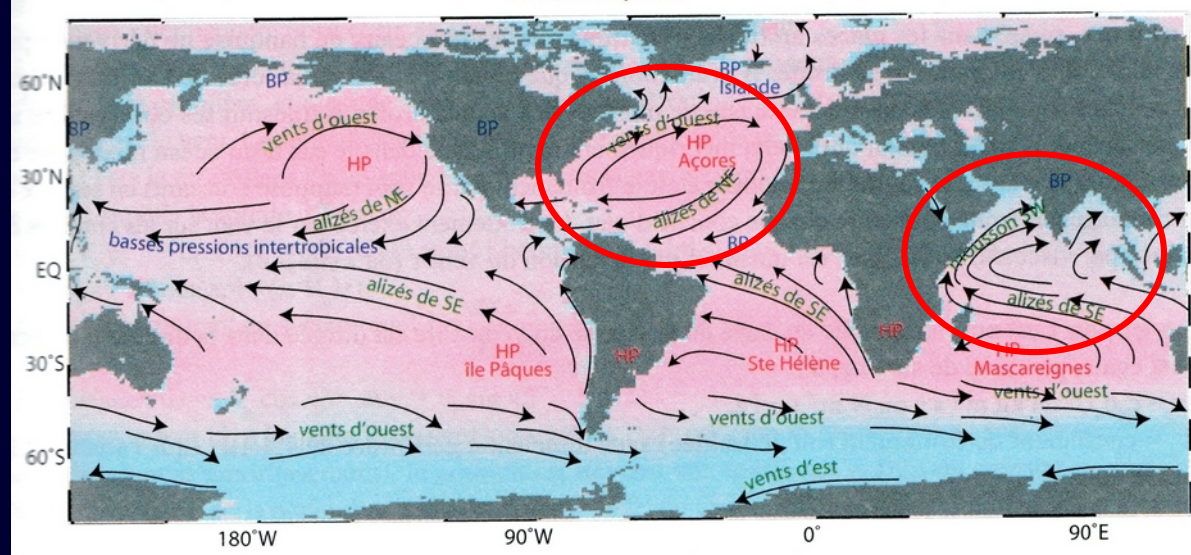 60°N
30°N
EQ
30°S
60°S
BP
BP
vents d'ouest
HP
BP
alizés de NE
basses pressions intertropicales
alizés de SE
HP
île Pâques
HP
BP
Islande
vents d'ouest
HP
Açores
alizés de NE
BP
alizés de SE
HP
Ste Hélène
HP
BP
Mousson SW
alizés de SE
HP
Mascareignes
vents d'ouest
vents d'ouest
vents d'ouest
vents d'est
180°W
90°W
0°
90°E